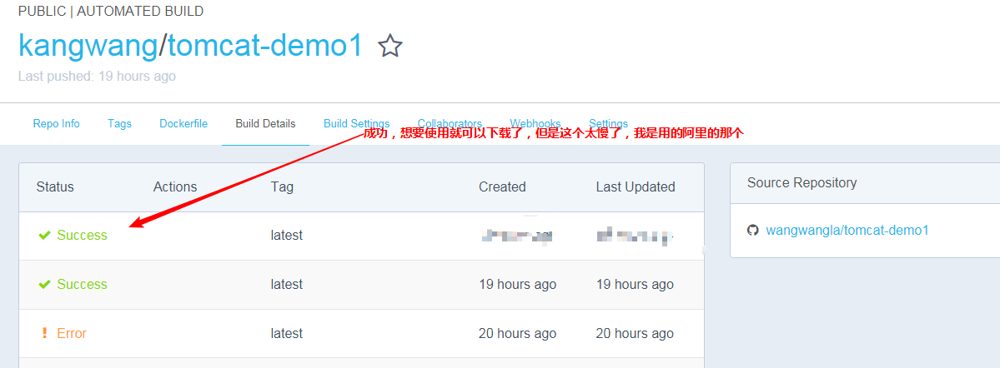 PUBLIC | AUTOMATED BUILD
kangwang/tomcat-demo1
Last pushed: 19 hours ago
Repo Info Tags Dockerfile Build Details Build Settings Collaborators Webhooks Settings
成功，想要使用就可以下载了，但是这个太慢了，我是用的阿里的那个
Status Actions Tag Created Last Updated
Source Repository
Success latest
wangwangla/tomcat-demo1
Success latest 19 hours ago 19 hours ago
Error latest 20 hours ago 20 hours ago